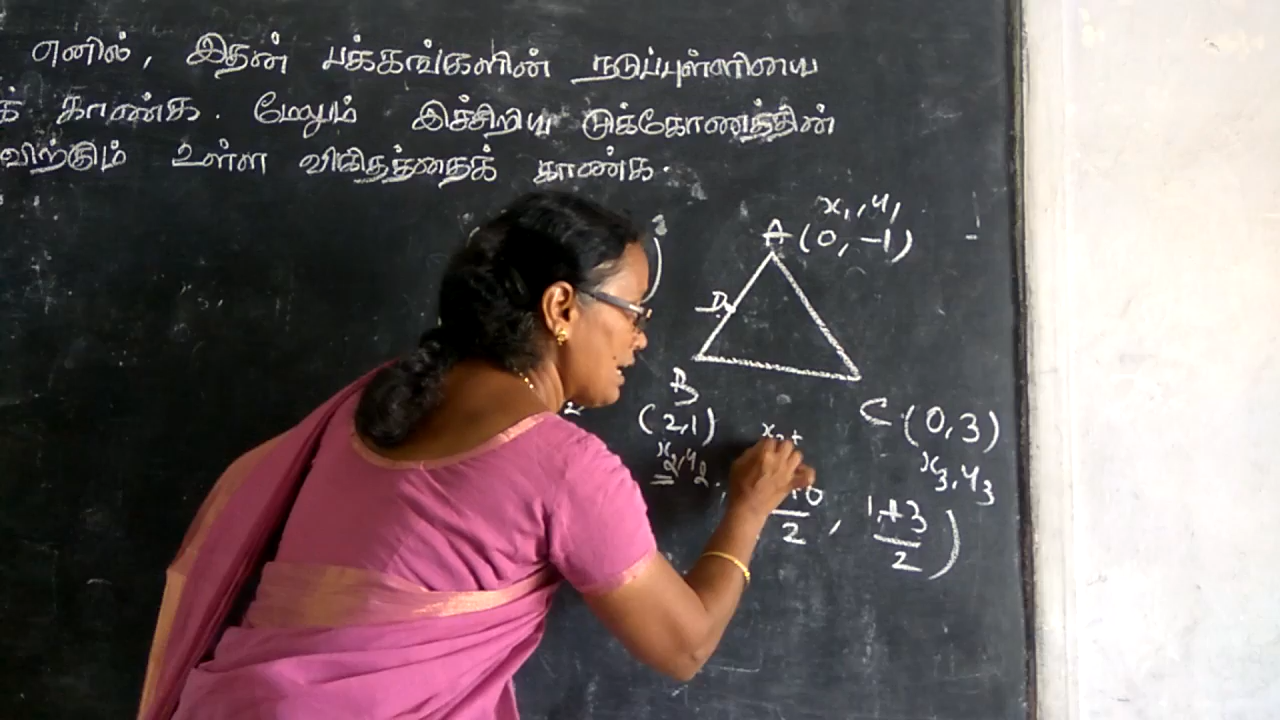 எனில், இதன் பக்கங்களின் நடுப்புள்ளியை
க் காண்க. மேலும் இச்சிறிய முக்கோணத்தின்
விற்கும் உள்ள விகிதத்தைக் காண்க.
x₁, y₁
A (0, -1)
D
B
(2,1)
x₂, y₂
C (0,3)
x₃, y₃
x₂ +
+0/2, 1+3/2 )